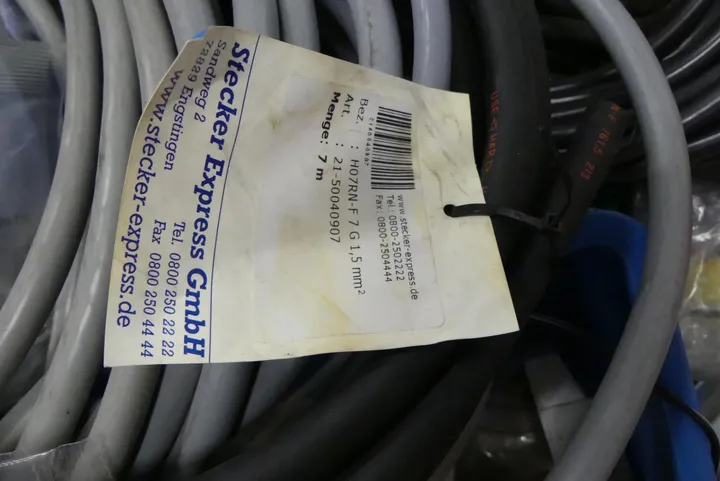 Stecker Express GmbH
Sandweg 2
72829 Engstingen
Tel. 0800 250 22 22
Fax 0800 250 44 44
www.stecker-express.de
www.stecker-express.de
Tel.: 0800-2502222
Fax: 0800-2504444
Bez. : H07RN-F 7 G 1,5 mm²
Art. : 21-50040907
Menge: 7 m